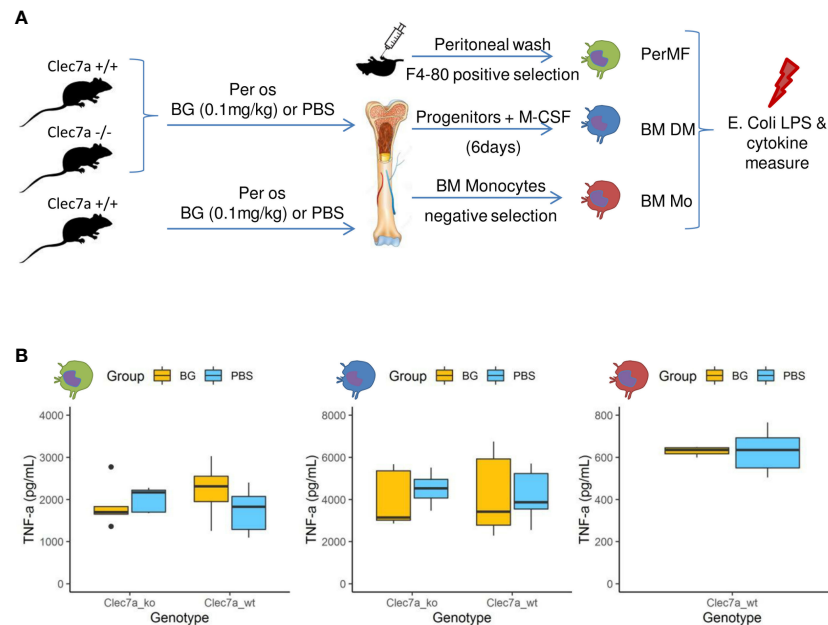 A
Clec7a +/+
Clec7a -/-
Clec7a +/+
Per os
BG (0.1mg/kg) or PBS
Per os
BG (0.1mg/kg) or PBS
Peritoneal wash
F4-80 positive selection
Progenitors + M-CSF
(6days)
BM Monocytes
negative selection
PerMF
BM DM
BM Mo
E. Coli LPS &
cytokine
measure
B
Group BG PBS
TNF-a (pg/mL)
4000
3000
2000
1000
0
Clec7a_ko Clec7a_wt
Genotype
Group BG PBS
TNF-a (pg/mL)
8000
6000
4000
2000
0
Clec7a_ko Clec7a_wt
Genotype
Group BG PBS
TNF-a (pg/mL)
800
600
400
200
0
Clec7a_wt
Genotype